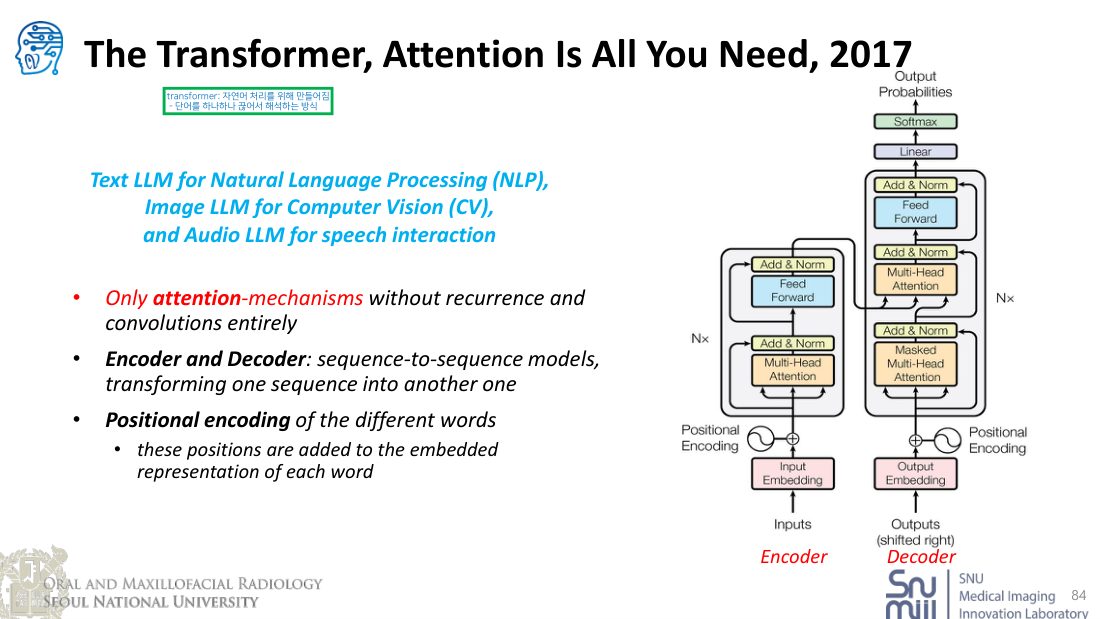 The Transformer, Attention Is All You Need, 2017
transformer: 자연어 처리를 위해 만들어짐
- 단어를 하나하나 끊어서 해석하는 방식
Text LLM for Natural Language Processing (NLP),
Image LLM for Computer Vision (CV),
and Audio LLM for speech interaction
• Only attention-mechanisms without recurrence and
convolutions entirely
• Encoder and Decoder: sequence-to-sequence models,
transforming one sequence into another one
• Positional encoding of the different words
• these positions are added to the embedded
representation of each word
Output
Probabilities
Softmax
Linear
Add & Norm
Feed
Forward
Add & Norm
Multi-Head
Attention
Nx
Add & Norm
Masked
Multi-Head
Attention
Add & Norm
Feed
Forward
Nx
Add & Norm
Multi-Head
Attention
Positional
Encoding
Positional
Encoding
Input
Embedding
Output
Embedding
Inputs
Outputs
(shifted right)
Encoder
Decoder
ORAL AND MAXILLOFACIAL RADIOLOGY
SEOUL NATIONAL UNIVERSITY
SNU
mill
SNU
Medical Imaging
Innovation Laboratory
84
CV